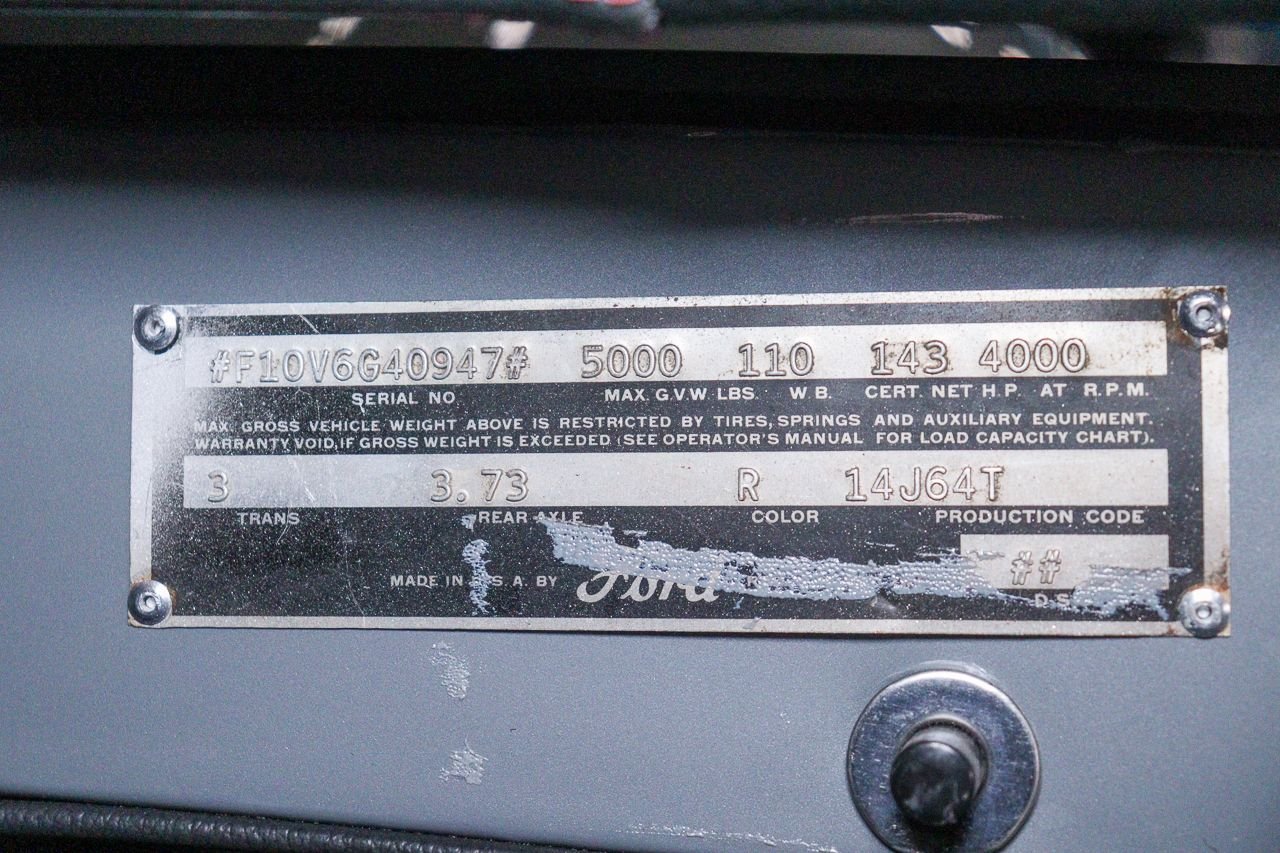 #F10V6G40947# 5000 110 143 4000
SERIAL NO MAX. G.V.W LBS. W B. CERT. NET H.P. AT R.P.M.
MAX. GROSS VEHICLE WEIGHT ABOVE IS RESTRICTED BY TIRES, SPRINGS AND AUXILIARY EQUIPMENT.
WARRANTY VOID, IF GROSS WEIGHT IS EXCEEDED (SEE OPERATOR'S MANUAL FOR LOAD CAPACITY CHART).
3 3.73 R 14J64T
TRANS REAR AXLE COLOR PRODUCTION CODE
##
MADE IN S. A. BY Ford